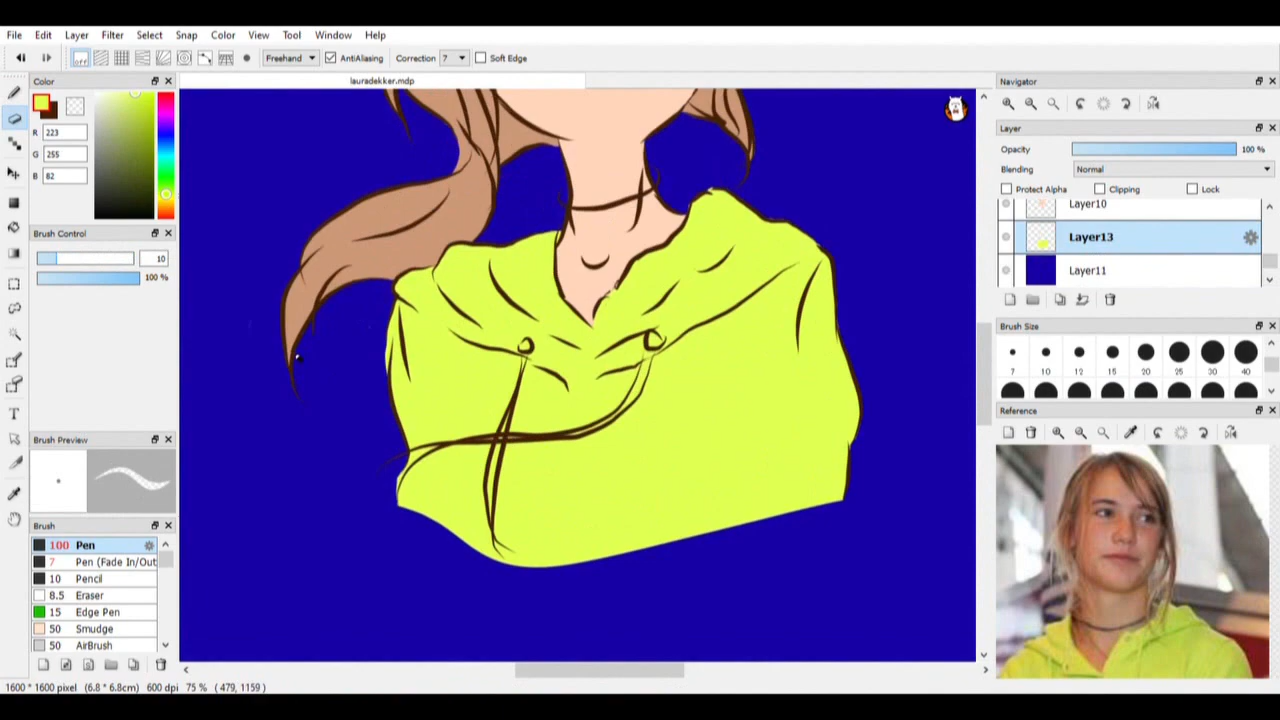 File Edit Layer Filter Select Snap Color View Tool Window Help
Freehand AntiAliasing Correction 7 Soft Edge
Color
lauradekker.mdp
Navigator
R 223
G 255
B 82
Layer
Opacity 100 %
Blending Normal
Protect Alpha Clipping Lock
Layer10
Layer13
Layer11
Brush Control
10
100 %
Brush Size
7 10 12 15 20 25 30 40
Reference
Brush Preview
Brush
100 Pen
7 Pen (Fade In/Out
10 Pencil
8.5 Eraser
15 Edge Pen
50 Smudge
50 AirBrush
1600 * 1600 pixel (6.8 * 6.8cm) 600 dpi 75 % ( 479, 1159 )